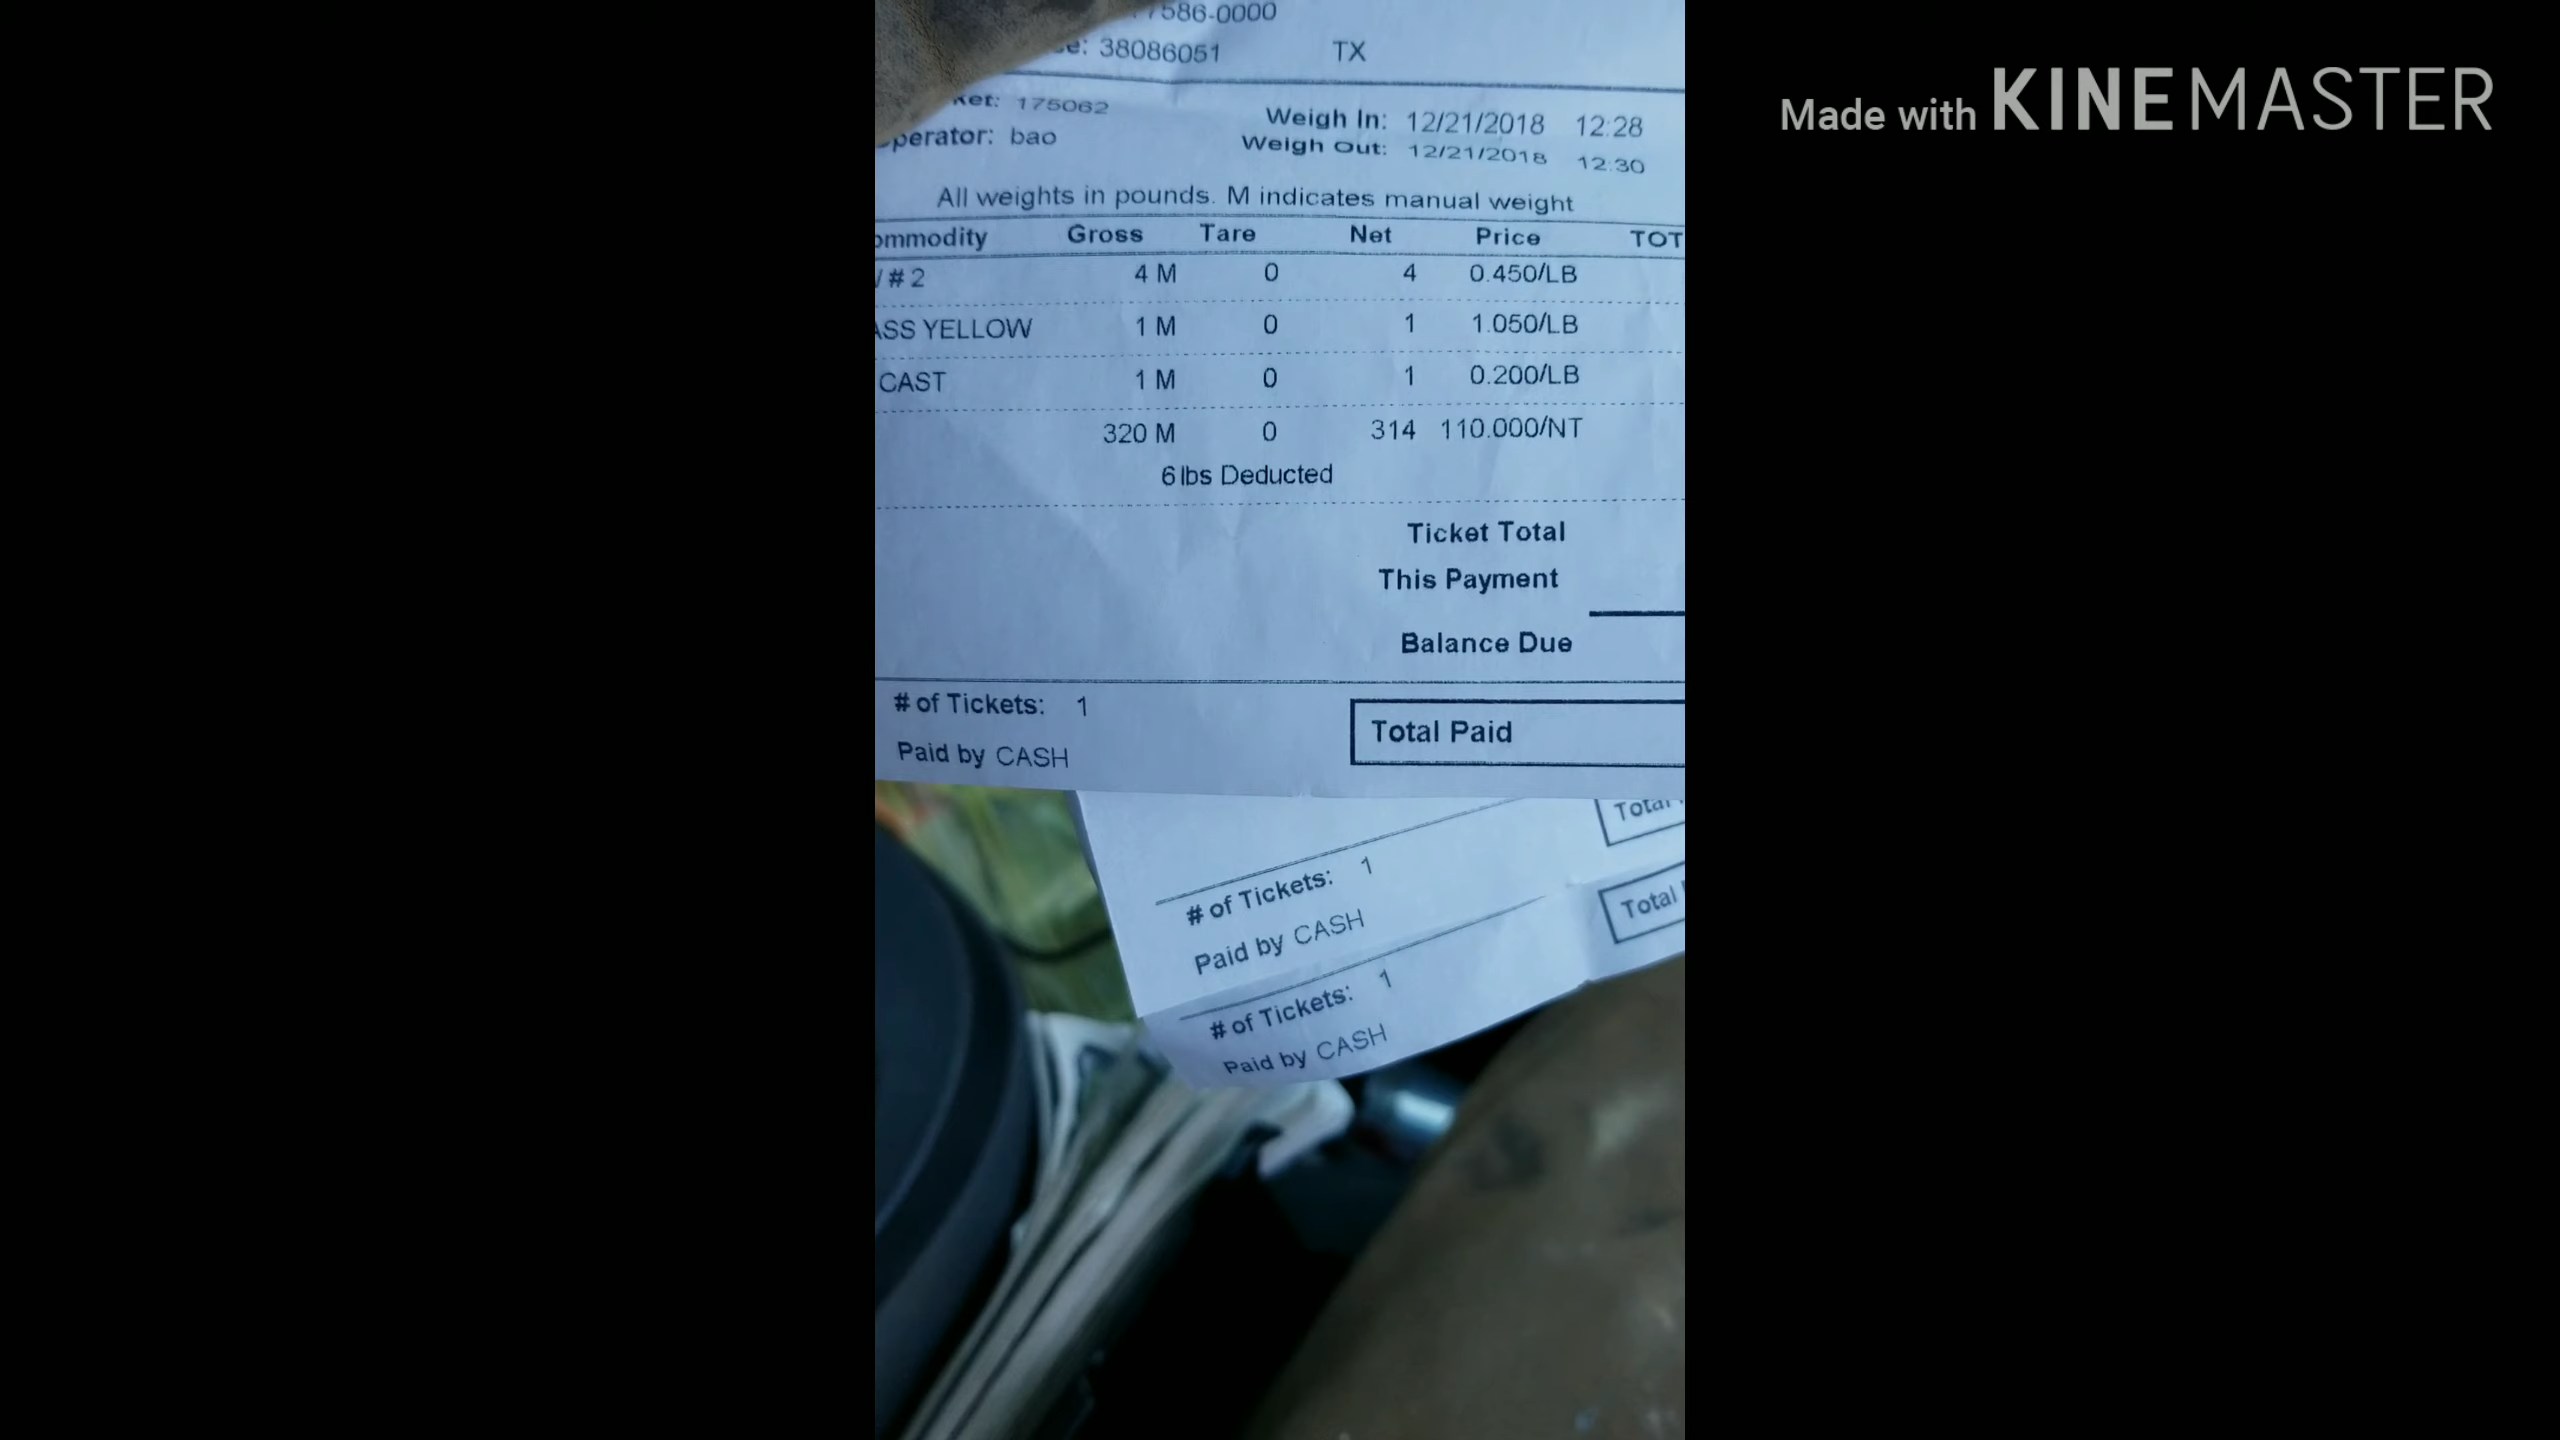 7586-0000
e: 38086051 TX
ket: 175062 Weigh In: 12/21/2018 12:28
perator: bao Weigh Out: 12/21/2018 12:30
All weights in pounds. M indicates manual weight
ommodity Gross Tare Net Price TOT
# 2 4 M 0 4 0.450/LB
ASS YELLOW 1 M 0 1 1.050/LB
CAST 1 M 0 1 0.200/LB
320 M 0 314 110.000/NT
6 lbs Deducted
Ticket Total
This Payment
Balance Due
# of Tickets: 1
Total Paid
Paid by CASH
Total
# of Tickets: 1
Paid by CASH
Total
# of Tickets: 1
Paid by CASH
Made with KINEMASTER